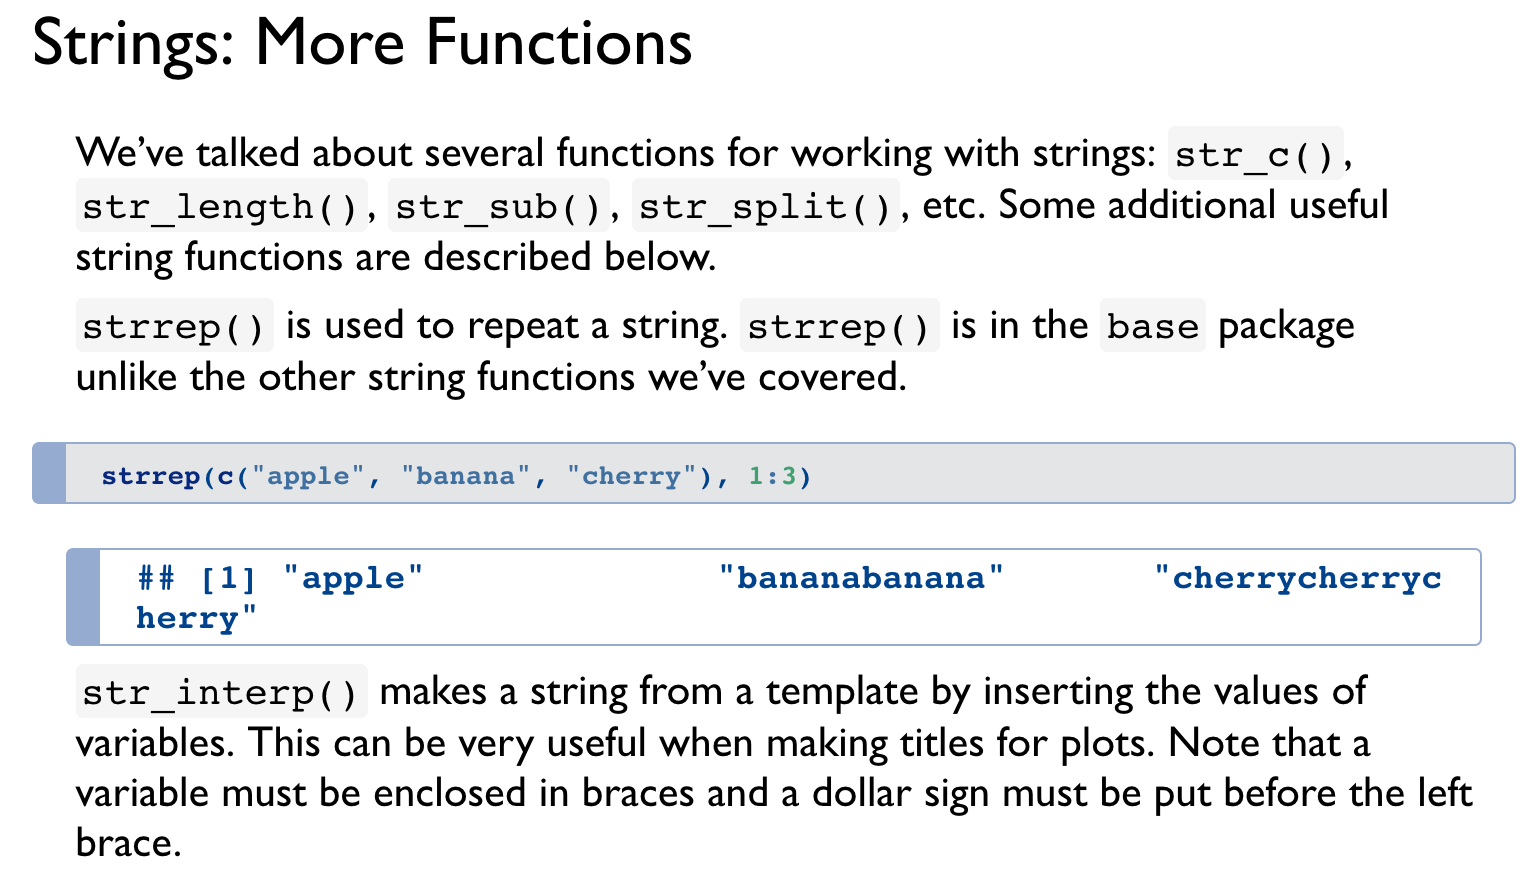 Strings: More Functions
We’ve talked about several functions for working with strings: str_c(),
str_length(), str_sub(), str_split(), etc. Some additional useful
string functions are described below.
strrep() is used to repeat a string. strrep() is in the base package
unlike the other string functions we’ve covered.
strrep(c("apple", "banana", "cherry"), 1:3)
## [1] "apple" "bananabanana" "cherrycherryc
herry"
str_interp() makes a string from a template by inserting the values of
variables. This can be very useful when making titles for plots. Note that a
variable must be enclosed in braces and a dollar sign must be put before the left
brace.